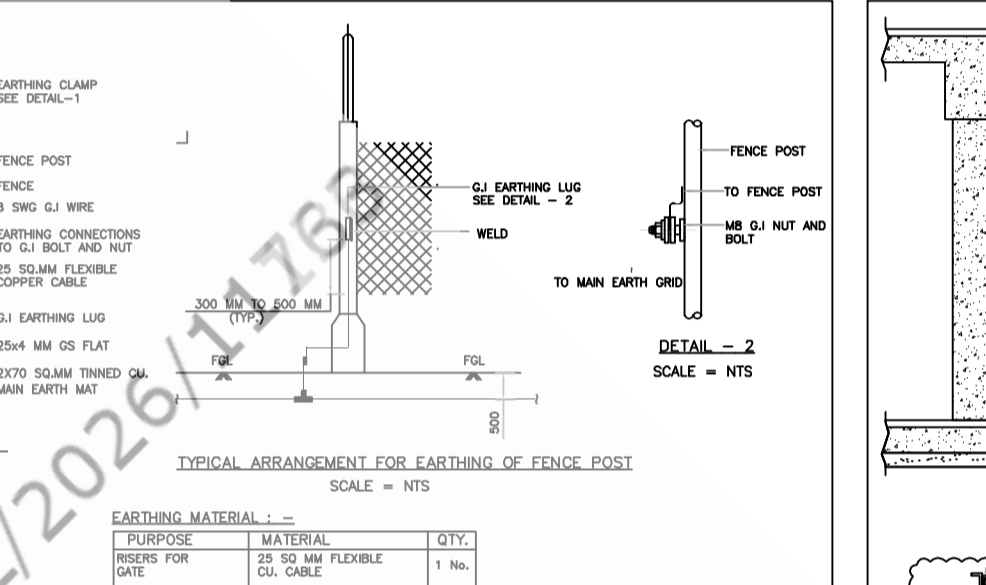 EARTHING CLAMP
SEE DETAIL-1
FENCE POST
FENCE
8 SWG G.I WIRE
EARTHING CONNECTIONS
TO G.I BOLT AND NUT
25 SQ.MM FLEXIBLE
COPPER CABLE
G.I EARTHING LUG
25x4 MM GS FLAT
2X70 SQ.MM TINNED CU.
MAIN EARTH MAT
G.I EARTHING LUG
SEE DETAIL - 2
WELD
300 MM TO 500 MM
(TYP.)
FGL
FGL
500
TYPICAL ARRANGEMENT FOR EARTHING OF FENCE POST
SCALE = NTS
FENCE POST
TO FENCE POST
M8 G.I NUT AND
BOLT
TO MAIN EARTH GRID
DETAIL - 2
SCALE = NTS
EARTHING MATERIAL : -
PURPOSE MATERIAL QTY.
RISERS FOR
GATE
25 SQ MM FLEXIBLE
CU. CABLE
1 No.
/2026/11768